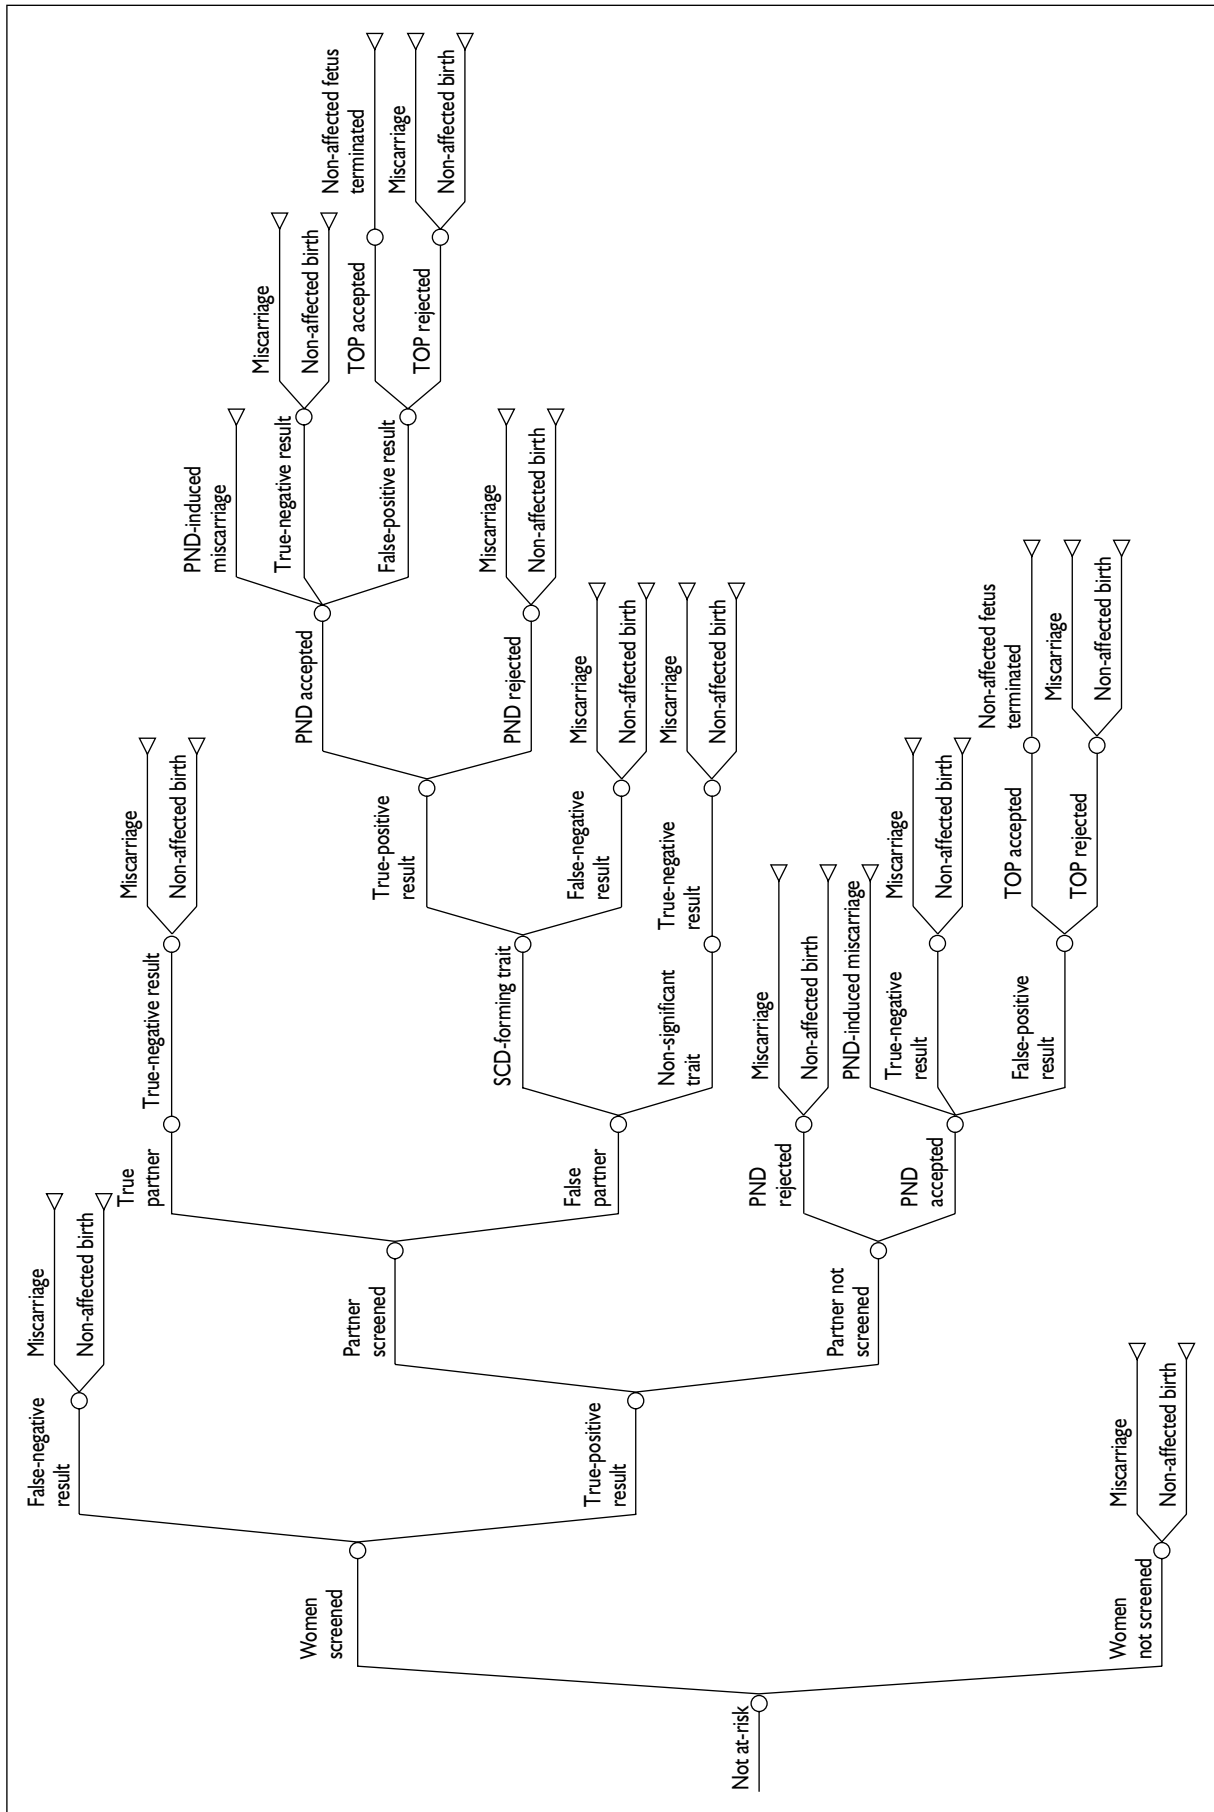 Not at-risk
Women
screened
False-negative
result
Miscarriage
Non-affected birth
True-positive
result
Partner
screened
True
partner
True-negative result
Miscarriage
Non-affected birth
False
partner
SCD-forming trait
True-positive
result
PND accepted
PND-induced
miscarriage
True-negative result
Miscarriage
Non-affected birth
False-positive result
TOP accepted
Non-affected fetus
terminated
TOP rejected
Miscarriage
Non-affected birth
PND rejected
Miscarriage
Non-affected birth
False-negative
result
Miscarriage
Non-affected birth
Non-significant
trait
True-negative
result
Miscarriage
Non-affected birth
Partner not
screened
PND
rejected
Miscarriage
Non-affected birth
PND
accepted
PND-induced miscarriage
True-negative
result
Miscarriage
Non-affected birth
False-positive
result
TOP accepted
Non-affected fetus
terminated
TOP rejected
Miscarriage
Non-affected birth
Women
not screened
Miscarriage
Non-affected birth